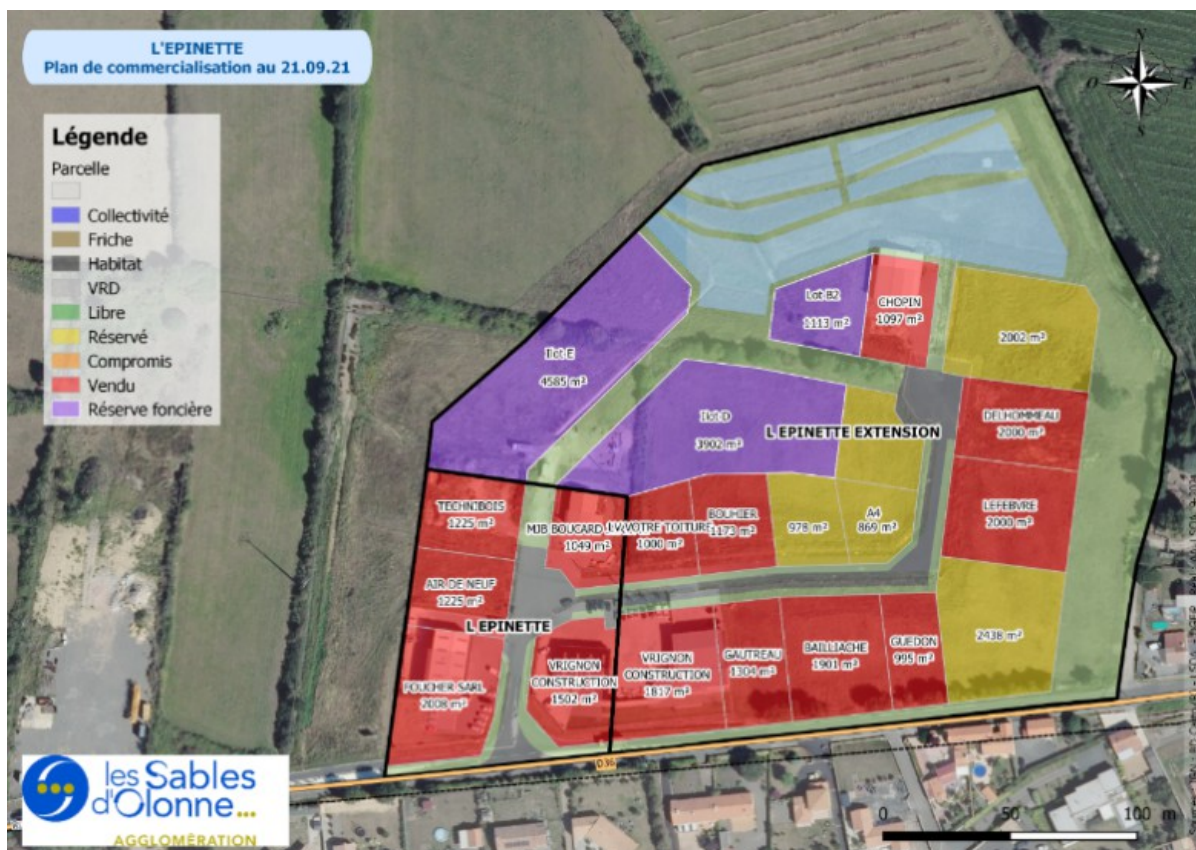 L'EPINETTE
Plan de commercialisation au 21.09.21
N
O
E
S
Légende
Parcelle
Collectivité
Friche
Habitat
VRD
Libre
Réservé
Compromis
Vendu
Réserve foncière
Lot B2
1113 m²
CHOPIN
1097 m²
2002 m²
Ilot E
4585 m²
Ilot D
3902 m²
L EPINETTE EXTENSION
DELHOMMEAU
2000 m²
TECHNIBOIS
1225 m²
MJB BOUGARD
1049 m²
LV VOTRE TOITURE
1000 m²
BOUHIER
1173 m²
978 m²
A4
869 m²
LEFEBVRE
2000 m²
AIR DE NEUF
1225 m²
L EPINETTE
FOUCHER SARL
2008 m²
VRIGNON
CONSTRUCTION
1502 m²
VRIGNON
CONSTRUCTION
1817 m²
GAUTREAU
1304 m²
BAILLIACHE
1901 m²
GUEDON
995 m²
2438 m²
D36
les Sables
d'Olonne...
AGGLOMÉRATION
0 50 100 m